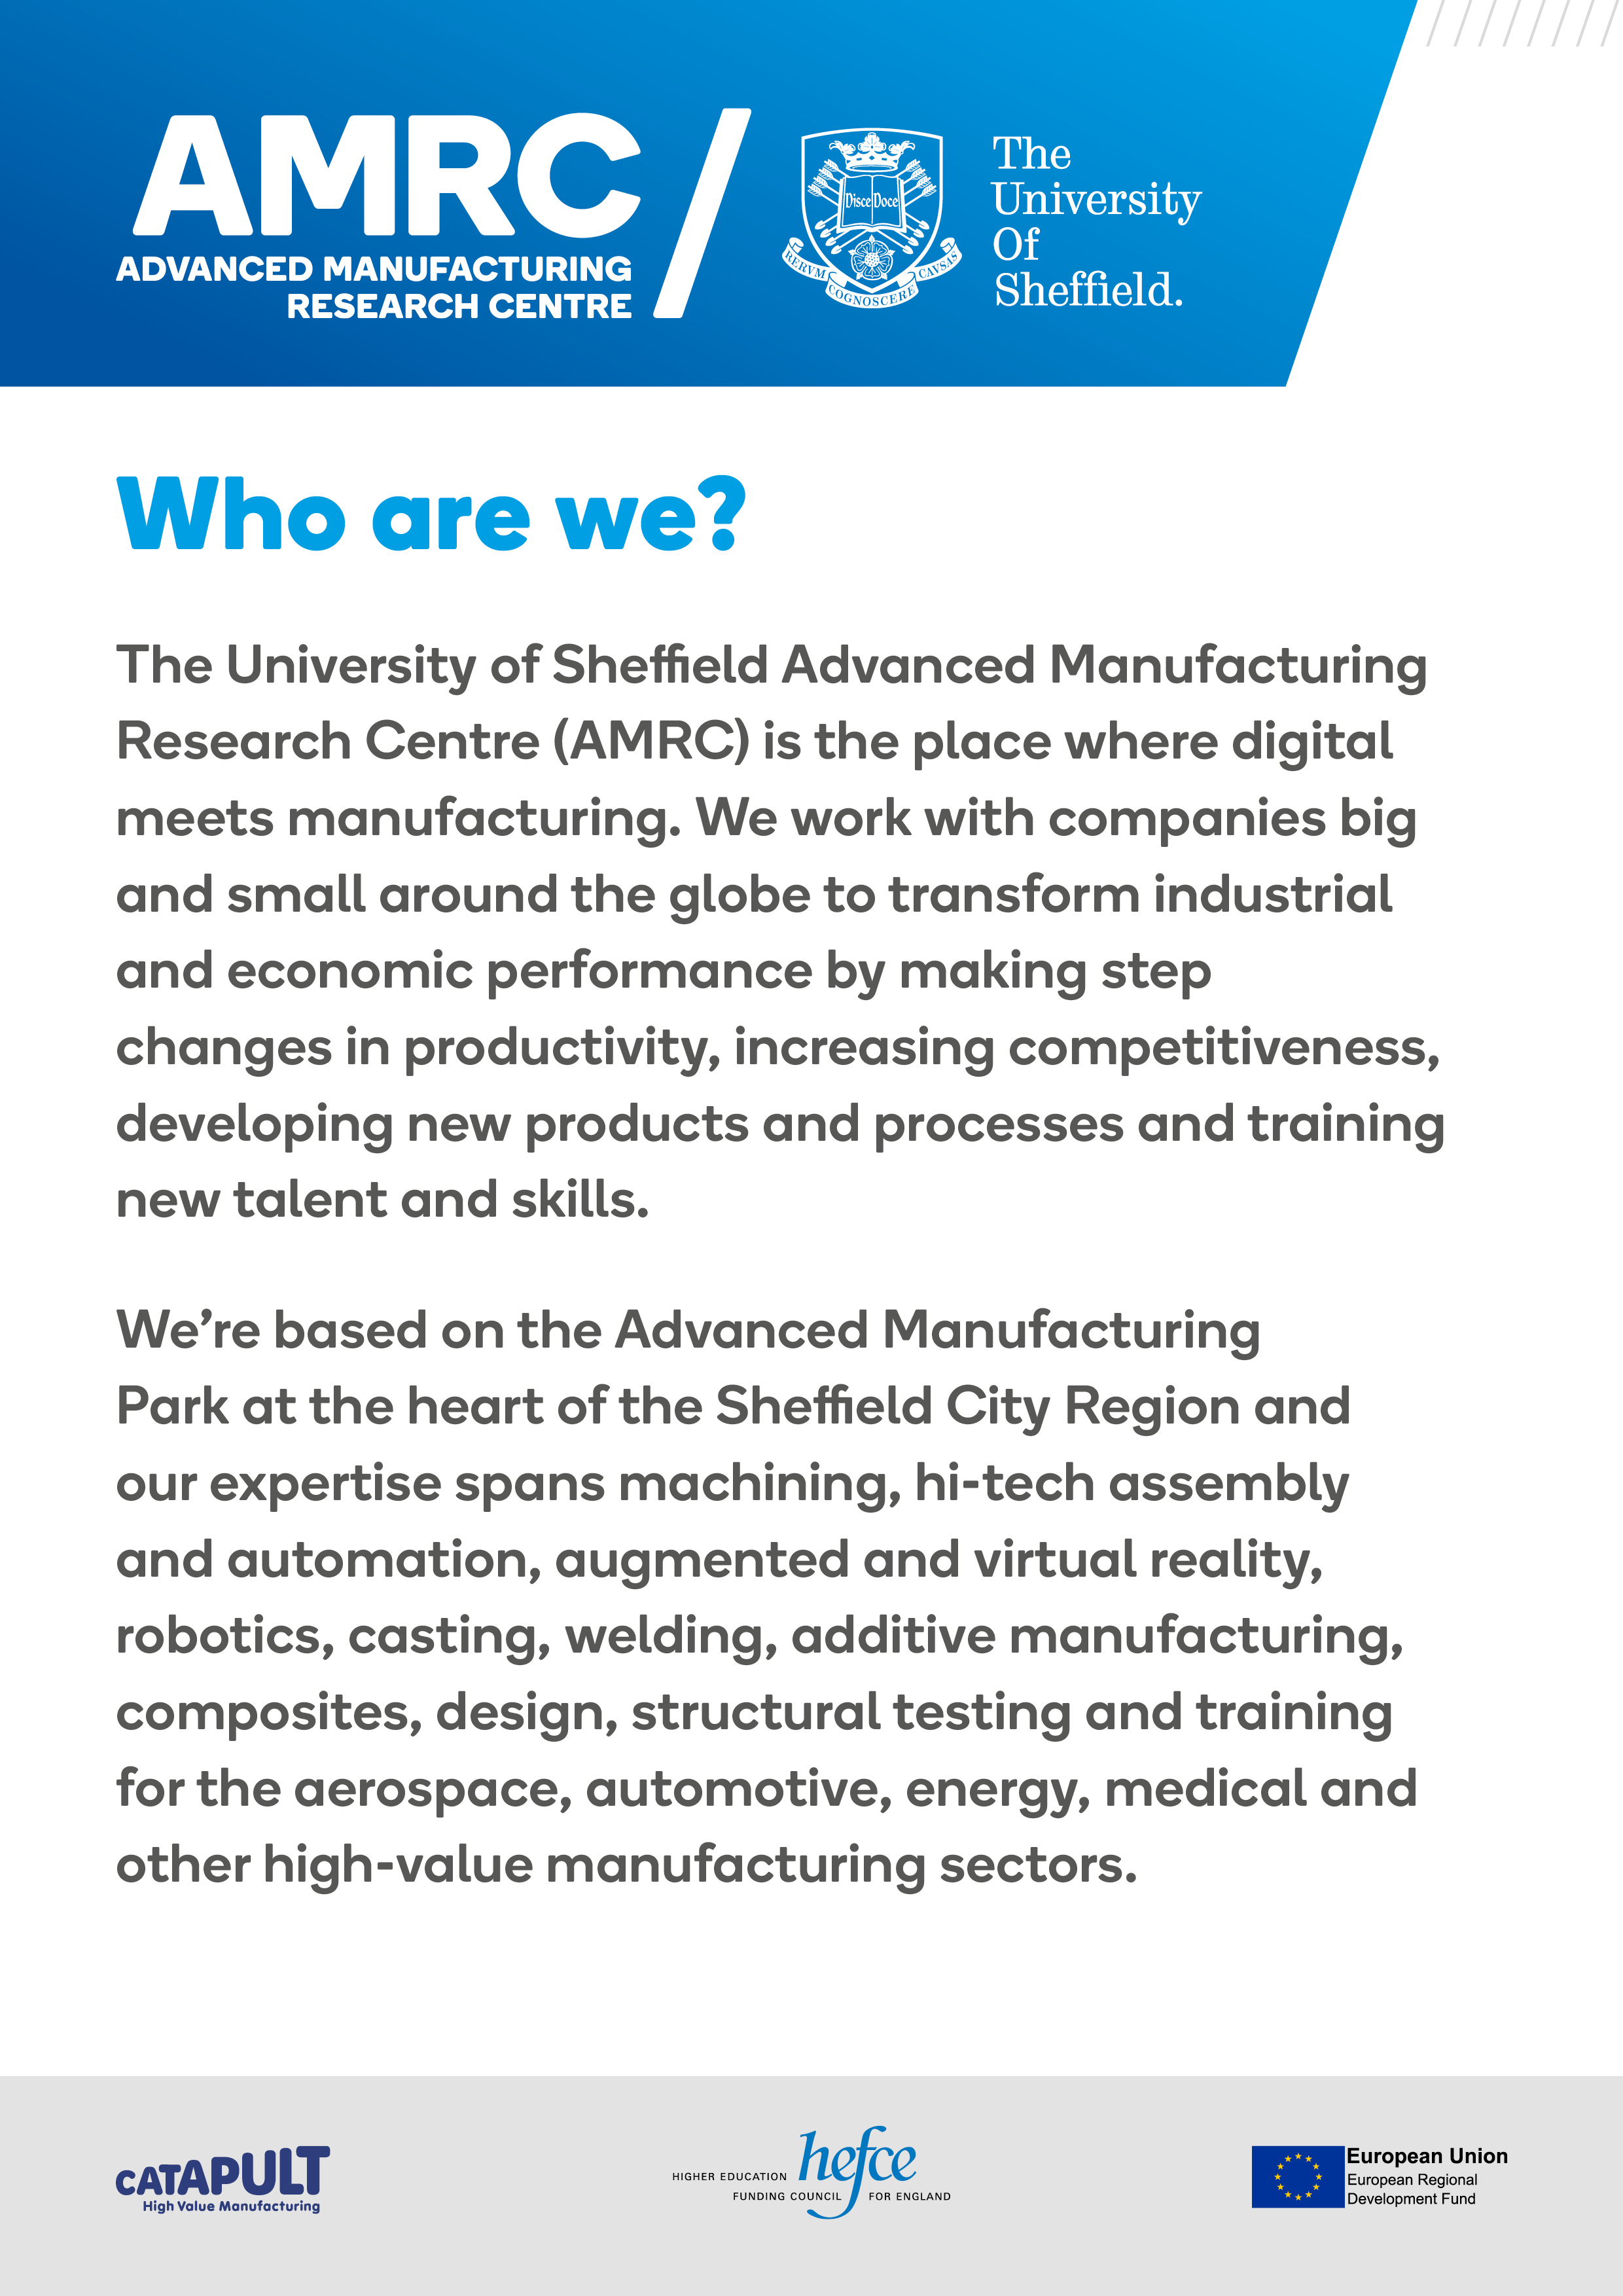 AMRC
ADVANCED MANUFACTURING
RESEARCH CENTRE
Disce Doce
RERVM
COGNOSCERE
CAVSAS
The
University
Of
Sheffield.
Who are we?
The University of Sheffield Advanced Manufacturing
Research Centre (AMRC) is the place where digital
meets manufacturing. We work with companies big
and small around the globe to transform industrial
and economic performance by making step
changes in productivity, increasing competitiveness,
developing new products and processes and training
new talent and skills.
We’re based on the Advanced Manufacturing
Park at the heart of the Sheffield City Region and
our expertise spans machining, hi-tech assembly
and automation, augmented and virtual reality,
robotics, casting, welding, additive manufacturing,
composites, design, structural testing and training
for the aerospace, automotive, energy, medical and
other high-value manufacturing sectors.
CATAPULT
High Value Manufacturing
hefce
HIGHER EDUCATION
FUNDING COUNCIL FOR ENGLAND
European Union
European Regional
Development Fund